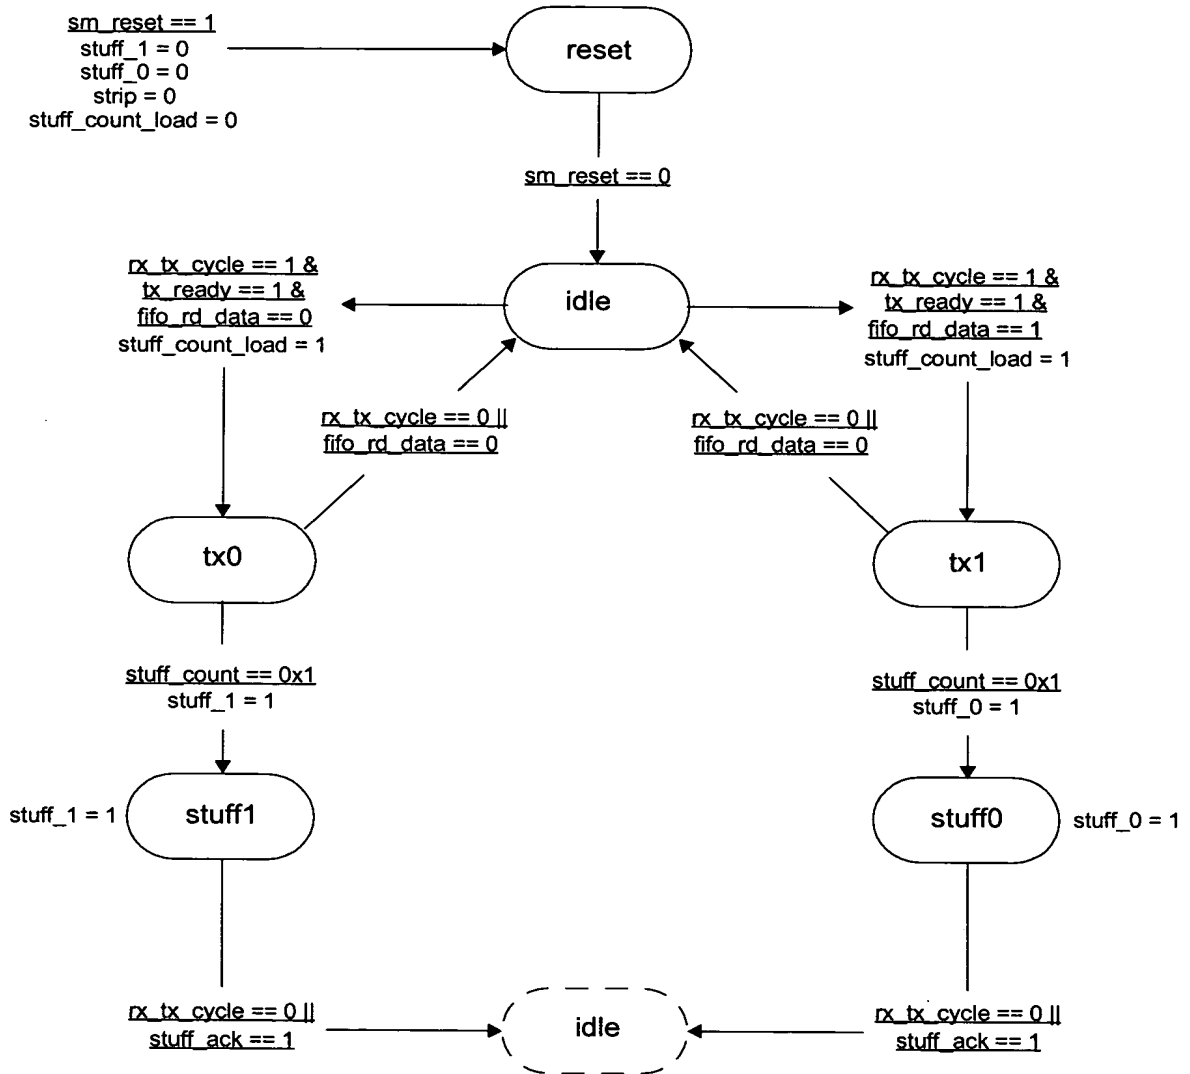 sm_reset == 1
stuff_1 = 0
stuff_0 = 0
strip = 0
stuff_count_load = 0
reset
sm_reset == 0
rx_tx_cycle == 1 &
tx_ready == 1 &
fifo_rd_data == 0
stuff_count_load = 1
idle
rx_tx_cycle == 1 &
tx_ready == 1 &
fifo_rd_data == 1
stuff_count_load = 1
rx_tx_cycle == 0 ||
fifo_rd_data == 0
rx_tx_cycle == 0 ||
fifo_rd_data == 0
tx0
tx1
stuff_count == 0x1
stuff_1 = 1
stuff_count == 0x1
stuff_0 = 1
stuff_1 = 1
stuff1
stuff0
stuff_0 = 1
rx_tx_cycle == 0 ||
stuff_ack == 1
idle
rx_tx_cycle == 0 ||
stuff_ack == 1